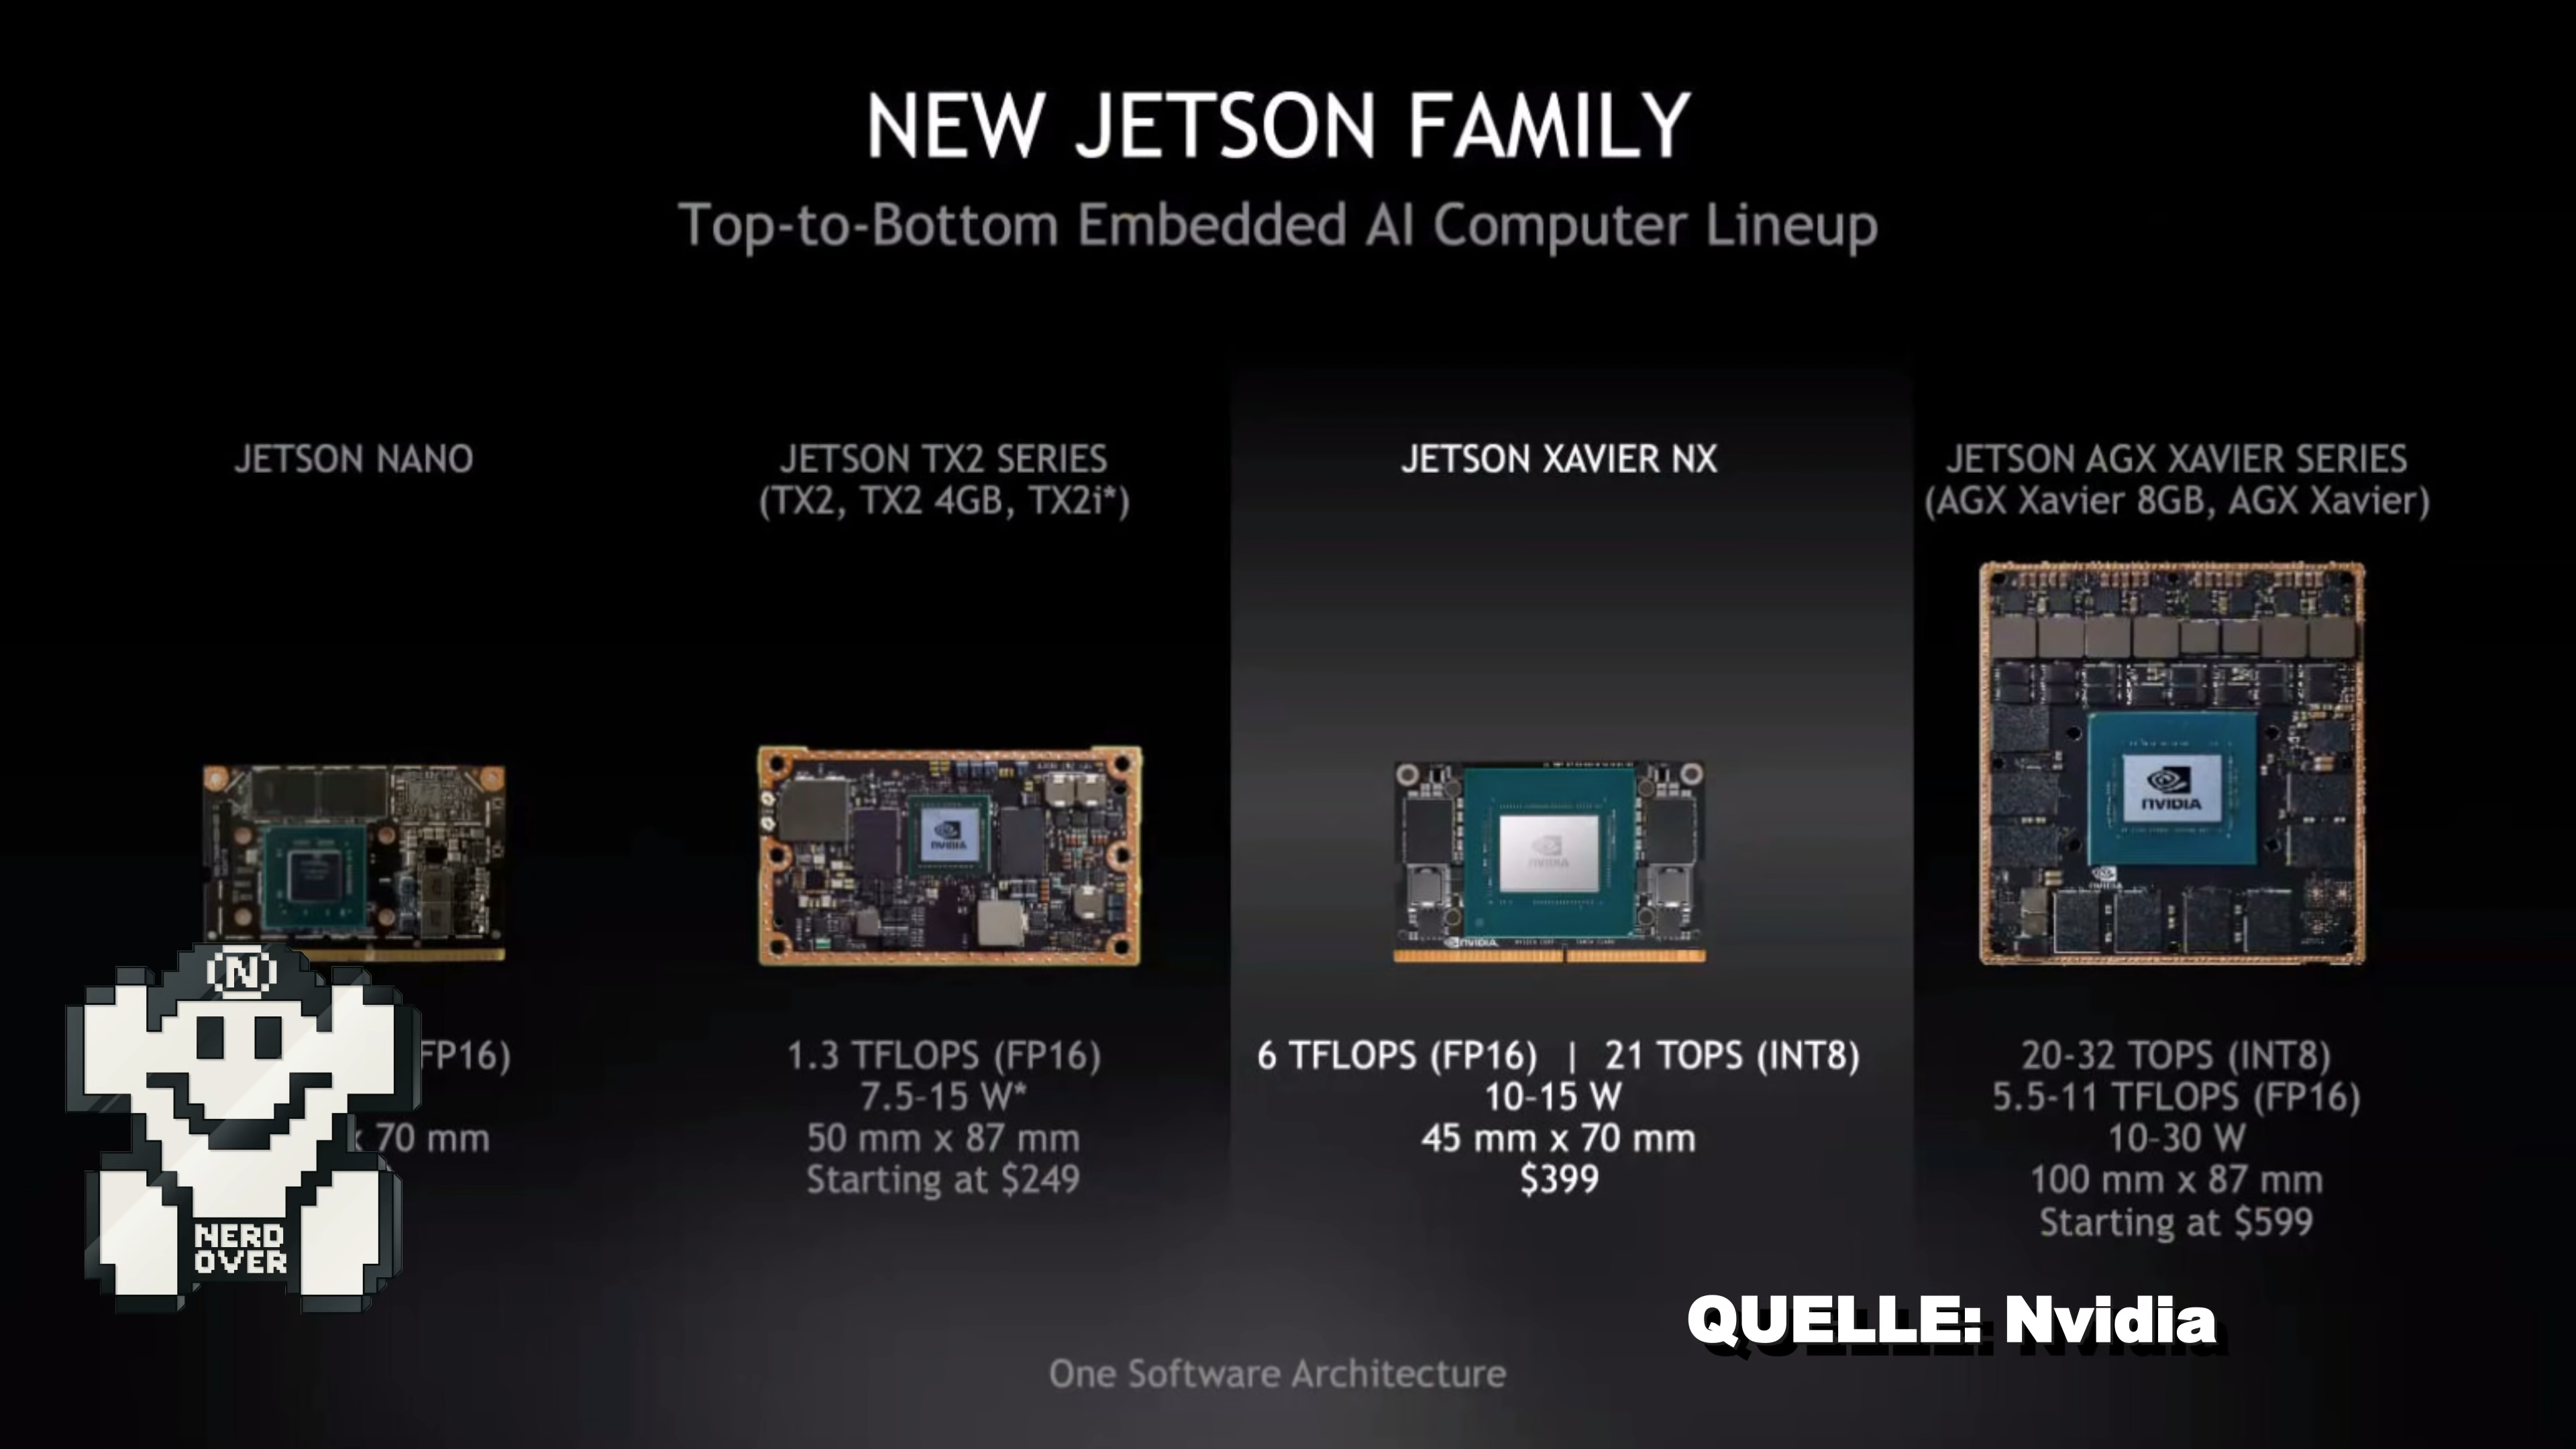 NEW JETSON FAMILY
Top-to-Bottom Embedded AI Computer Lineup
JETSON NANO
FP16)
x 70 mm
JETSON TX2 SERIES
(TX2, TX2 4GB, TX2i*)
NVIDIA
1.3 TFLOPS (FP16)
7.5-15 W*
50 mm x 87 mm
Starting at $249
JETSON XAVIER NX
NVIDIA
NVIDIA
6 TFLOPS (FP16) | 21 TOPS (INT8)
10-15 W
45 mm x 70 mm
$399
JETSON AGX XAVIER SERIES
(AGX Xavier 8GB, AGX Xavier)
NVIDIA
NVIDIA
20-32 TOPS (INT8)
5.5-11 TFLOPS (FP16)
10-30 W
100 mm x 87 mm
Starting at $599
(N)
NERD
OVER
QUELLE: Nvidia
One Software Architecture